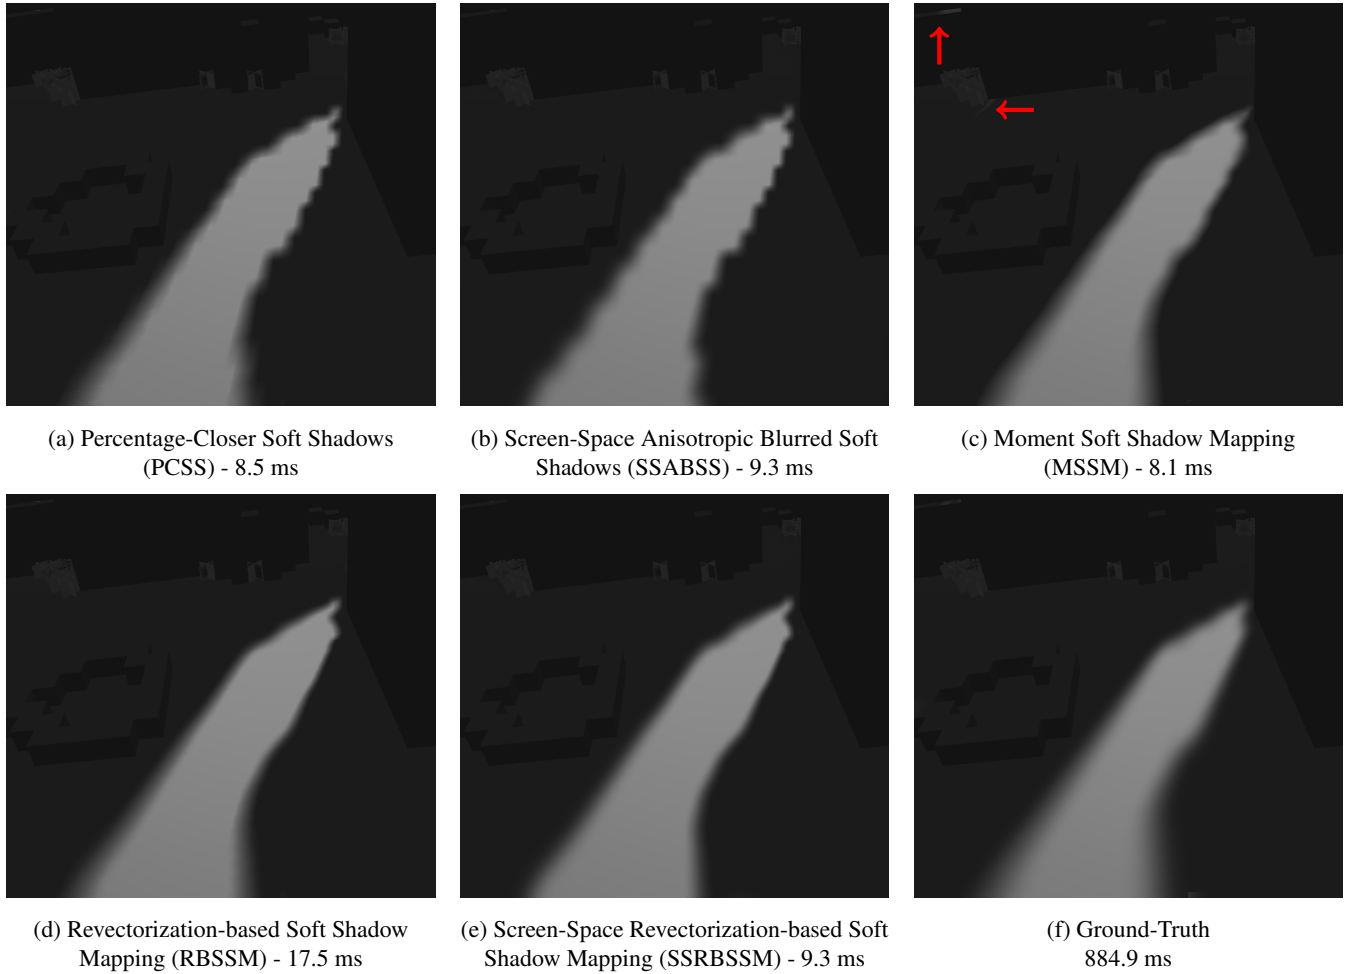 (a) Percentage-Closer Soft Shadows
(PCSS) - 8.5 ms
(b) Screen-Space Anisotropic Blurred Soft
Shadows (SSABSS) - 9.3 ms
(c) Moment Soft Shadow Mapping
(MSSM) - 8.1 ms
(d) Revectorization-based Soft Shadow
Mapping (RBSSM) - 17.5 ms
(e) Screen-Space Revectorization-based Soft
Shadow Mapping (SSRBSSM) - 9.3 ms
(f) Ground-Truth
884.9 ms